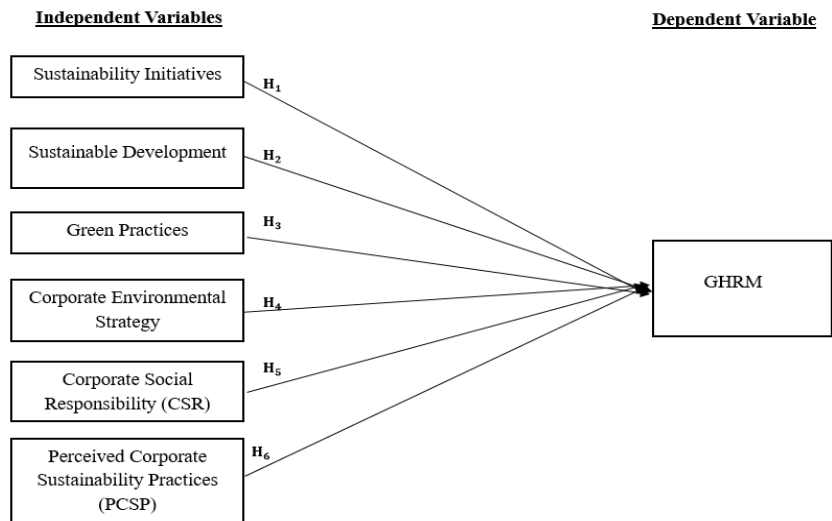 Independent Variables
Dependent Variable
Sustainability Initiatives
H1
Sustainable Development
H2
Green Practices
H3
Corporate Environmental
Strategy
H4
GHRM
Corporate Social
Responsibility (CSR)
H5
Perceived Corporate
Sustainability Practices
(PCSP)
H6